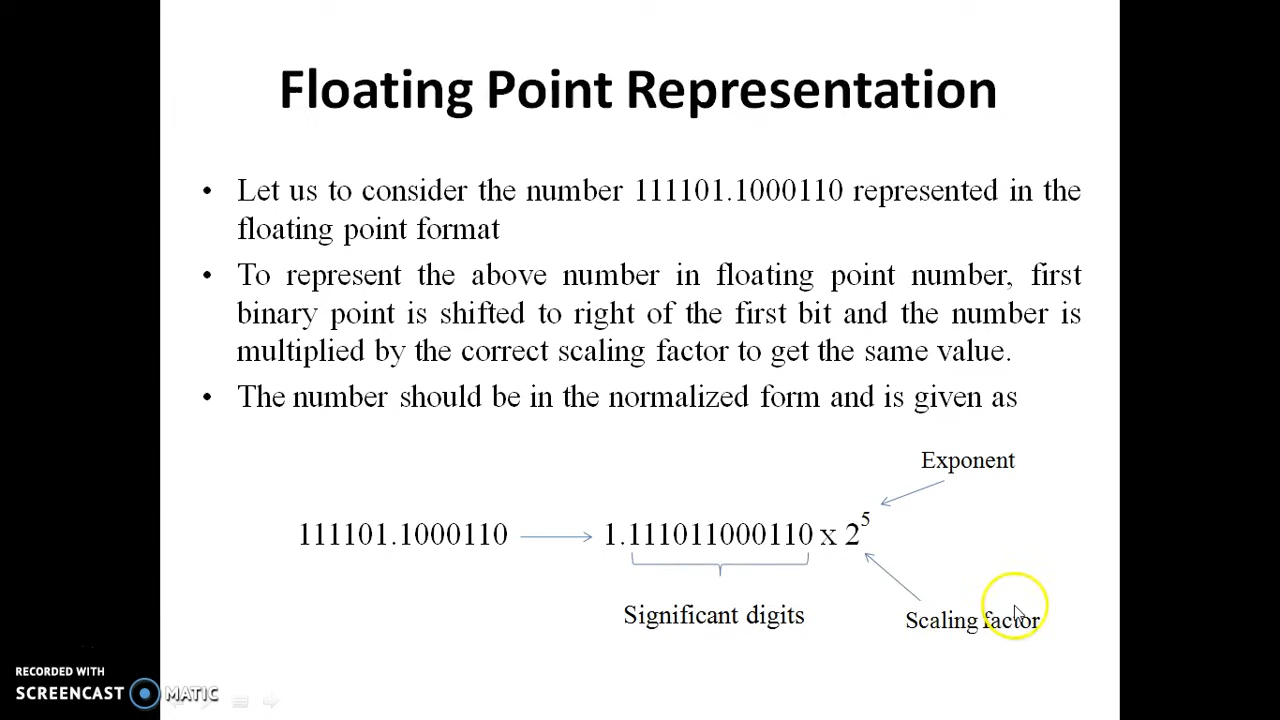 Floating Point Representation
• Let us to consider the number 111101.1000110 represented in the
floating point format
• To represent the above number in floating point number, first
binary point is shifted to right of the first bit and the number is
multiplied by the correct scaling factor to get the same value.
• The number should be in the normalized form and is given as
Exponent
111101.1000110 → 1.111011000110 x 2⁵
Significant digits
Scaling factor
RECORDED WITH
SCREENCAST MATIC